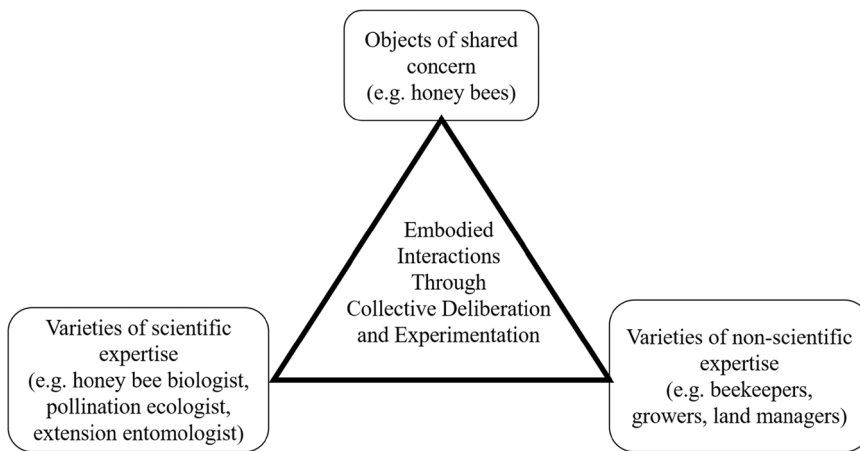 Objects of shared
concern
(e.g. honey bees)
Embodied
Interactions
Through
Collective Deliberation
and Experimentation
Varieties of scientific
expertise
(e.g. honey bee biologist,
pollination ecologist,
extension entomologist)
Varieties of non-scientific
expertise
(e.g. beekeepers,
growers, land managers)